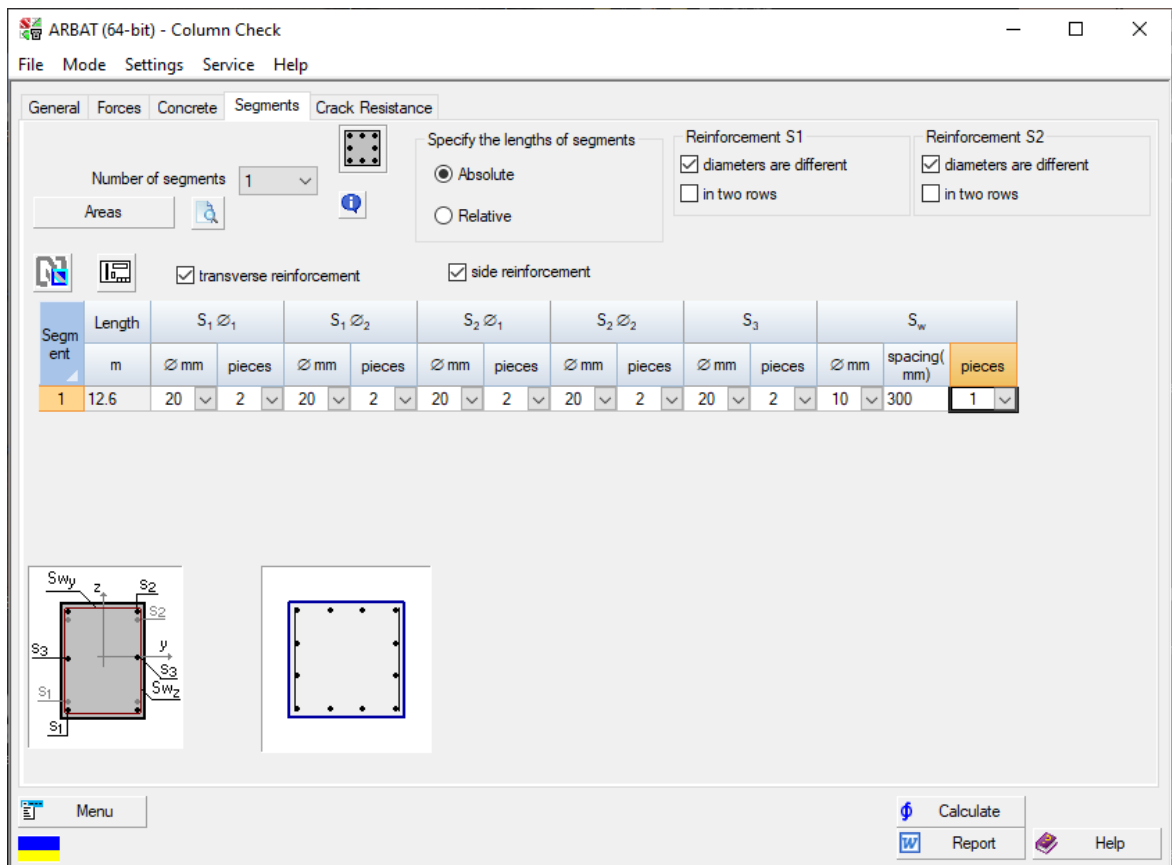 ARBAT (64-bit) - Column Check
File Mode Settings Service Help
General Forces Concrete Segments Crack Resistance
Number of segments 1
Areas
Specify the lengths of segments
Absolute
Relative
Reinforcement S1
diameters are different
in two rows
Reinforcement S2
diameters are different
in two rows
transverse reinforcement
side reinforcement
Segment Length S₁ ∅₁ S₁ ∅₂ S₂ ∅₁ S₂ ∅₂ S₃ Sw
m ∅ mm pieces ∅ mm pieces ∅ mm pieces ∅ mm pieces ∅ mm pieces ∅ mm spacing(mm) pieces
1 12.6 20 2 20 2 20 2 20 2 20 2 10 300 1
Swy z S2
S2
S3 y
S3
S1 Swz
S1
Menu
Calculate
W Report
Help